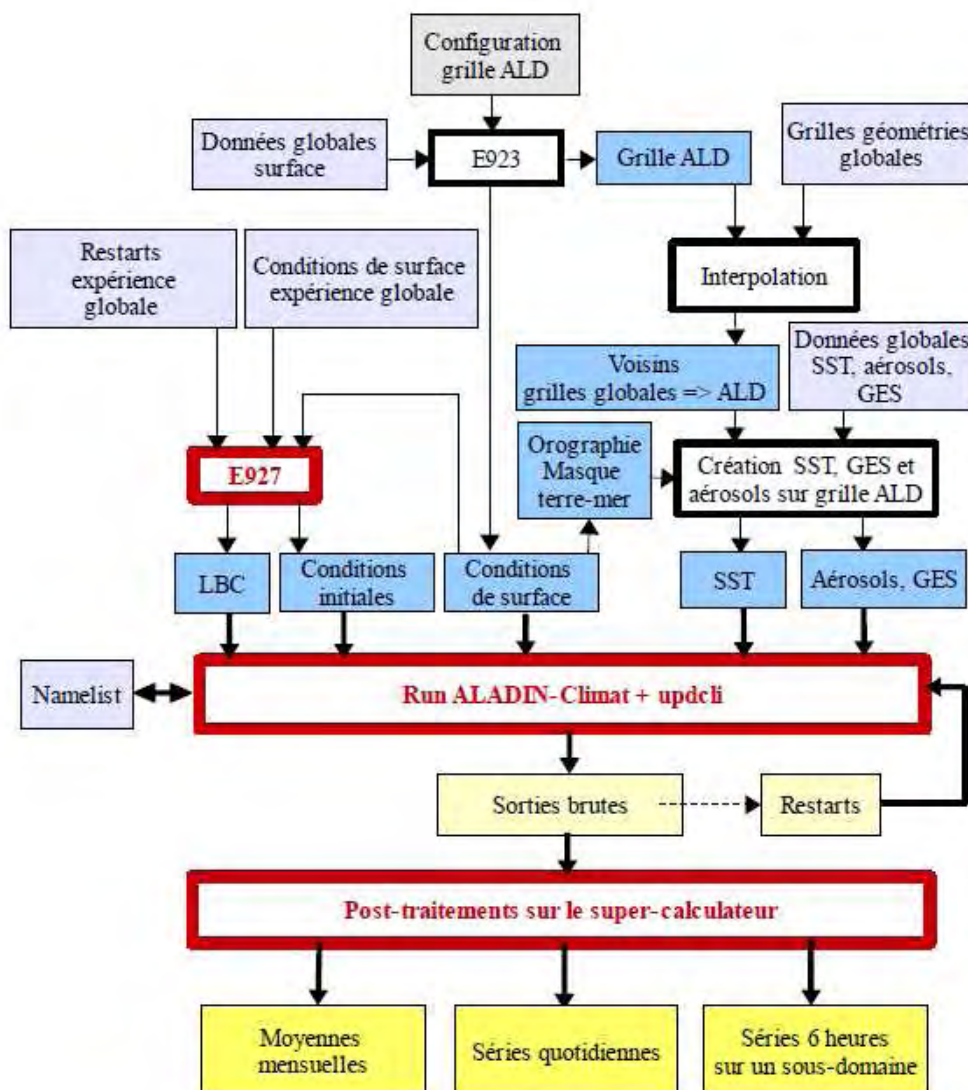 Configuration
grille ALD
Données globales
surface
E923
Grille ALD
Grilles géométries
globales
Restarts
expérience
globale
Conditions de surface
expérience globale
Interpolation
Voisins
grilles globales => ALD
Données globales
SST, aérosols,
GES
Orographie
Masque
terre-mer
Création SST, GES et
aérosols sur grille ALD
E927
LBC
Conditions
initiales
Conditions
de surface
SST
Aérosols, GES
Namelist
Run ALADIN-Climat + updcli
Sorties brutes
Restarts
Post-traitements sur le super-calculateur
Moyennes
mensuelles
Séries quotidiennes
Séries 6 heures
sur un sous-domaine